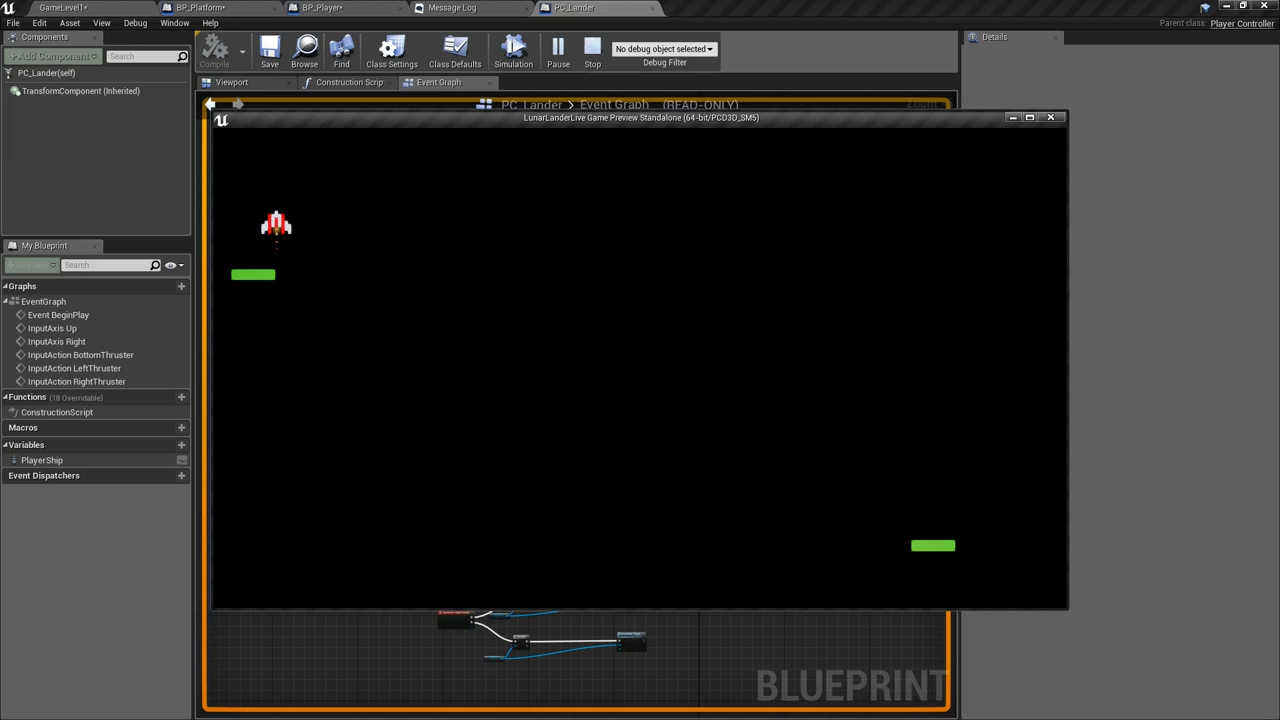 GameLevel1*
BP_Platform*
BP_Player*
Message Log
PC_Lander
File Edit Asset View Debug Window Help
Parent class: Player Controller
Components
+Add Component
Search
PC_Lander(self)
TransformComponent (Inherited)
Compile
Save
Browse
Find
Class Settings
Class Defaults
Simulation
Pause
Stop
No debug object selected
Debug Filter
Details
Viewport
Construction Scrip
Event Graph
PC_Lander > Event Graph (READ-ONLY)
Zoom
LunarLanderLive Game Preview Standalone (64-bit/PCD3D_SM5)
My Blueprint
Search
Graphs
EventGraph
Event BeginPlay
InputAxis Up
InputAxis Right
InputAction BottomThruster
InputAction LeftThruster
InputAction RightThruster
Functions (18 Overridable)
ConstructionScript
Macros
Variables
PlayerShip
Event Dispatchers
BLUEPRINT